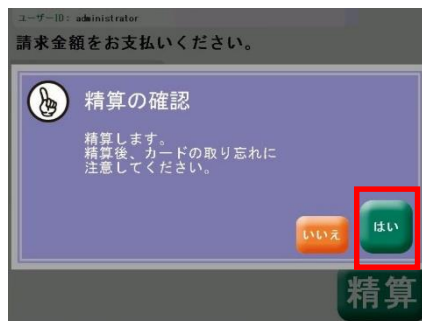 ユーザーID: administrator
請求金額をお支払いください。
精算の確認
精算します。
精算後、カードの取り忘れに
注意してください。
いいえ
はい
精算